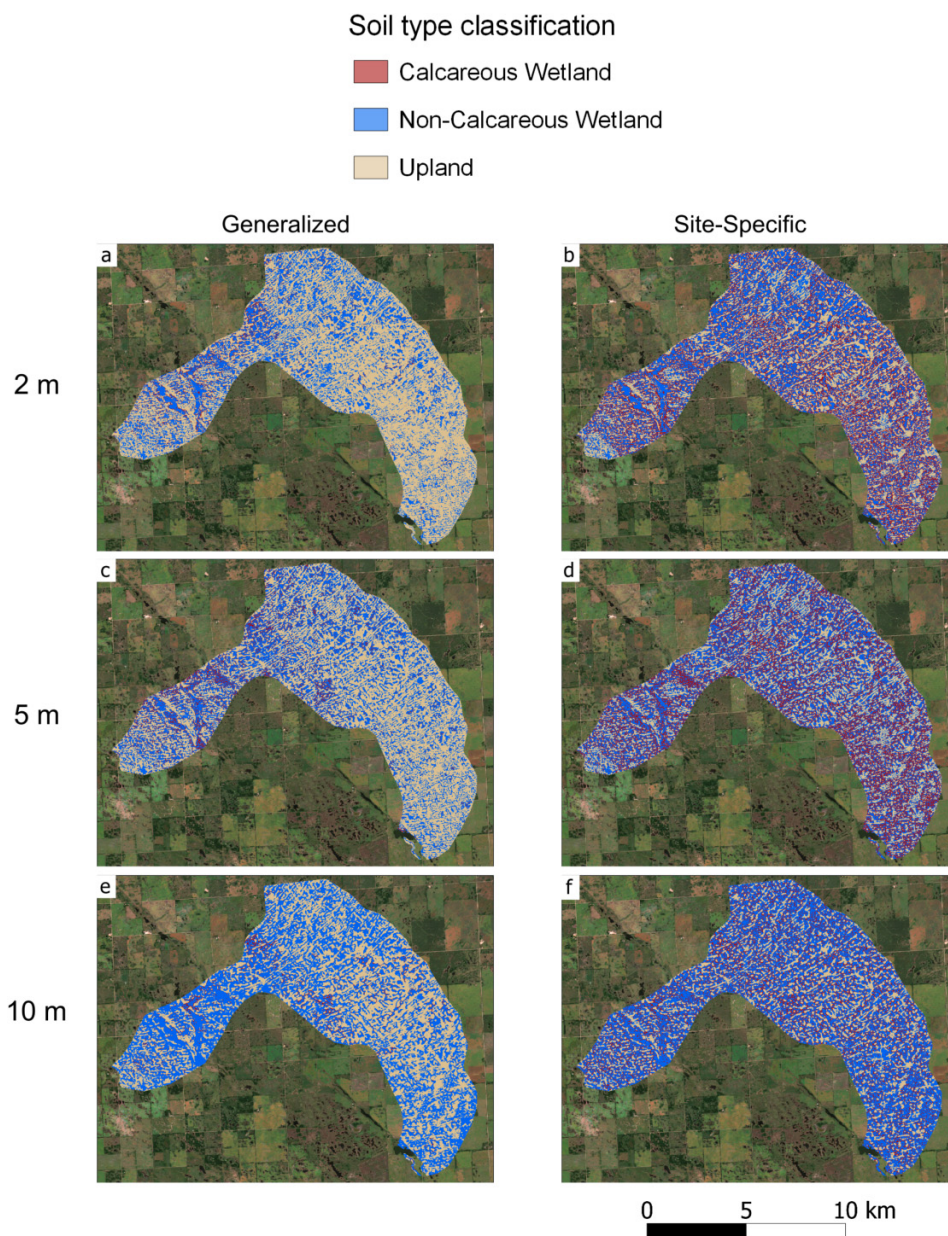 Soil type classification
Calcareous Wetland
Non-Calcareous Wetland
Upland
Generalized
Site-Specific
a
b
2 m
c
d
5 m
e
f
10 m
0 5 10 km